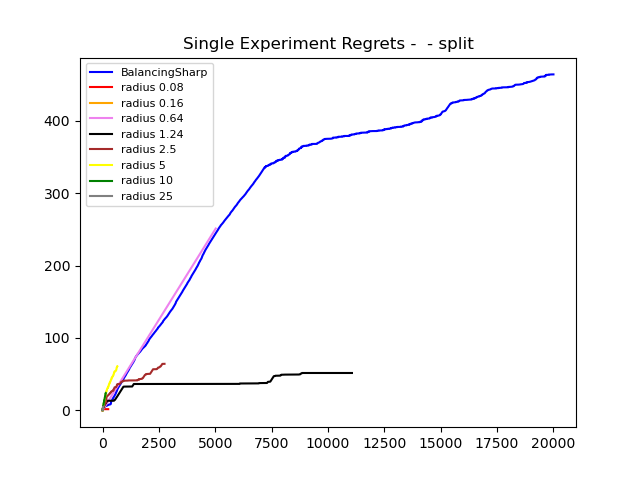 Single Experiment Regrets -  - split
BalancingSharp
radius 0.08
radius 0.16
radius 0.64
radius 1.24
radius 2.5
radius 5
radius 10
radius 25
400
300
200
100
0
0 2500 5000 7500 10000 12500 15000 17500 20000